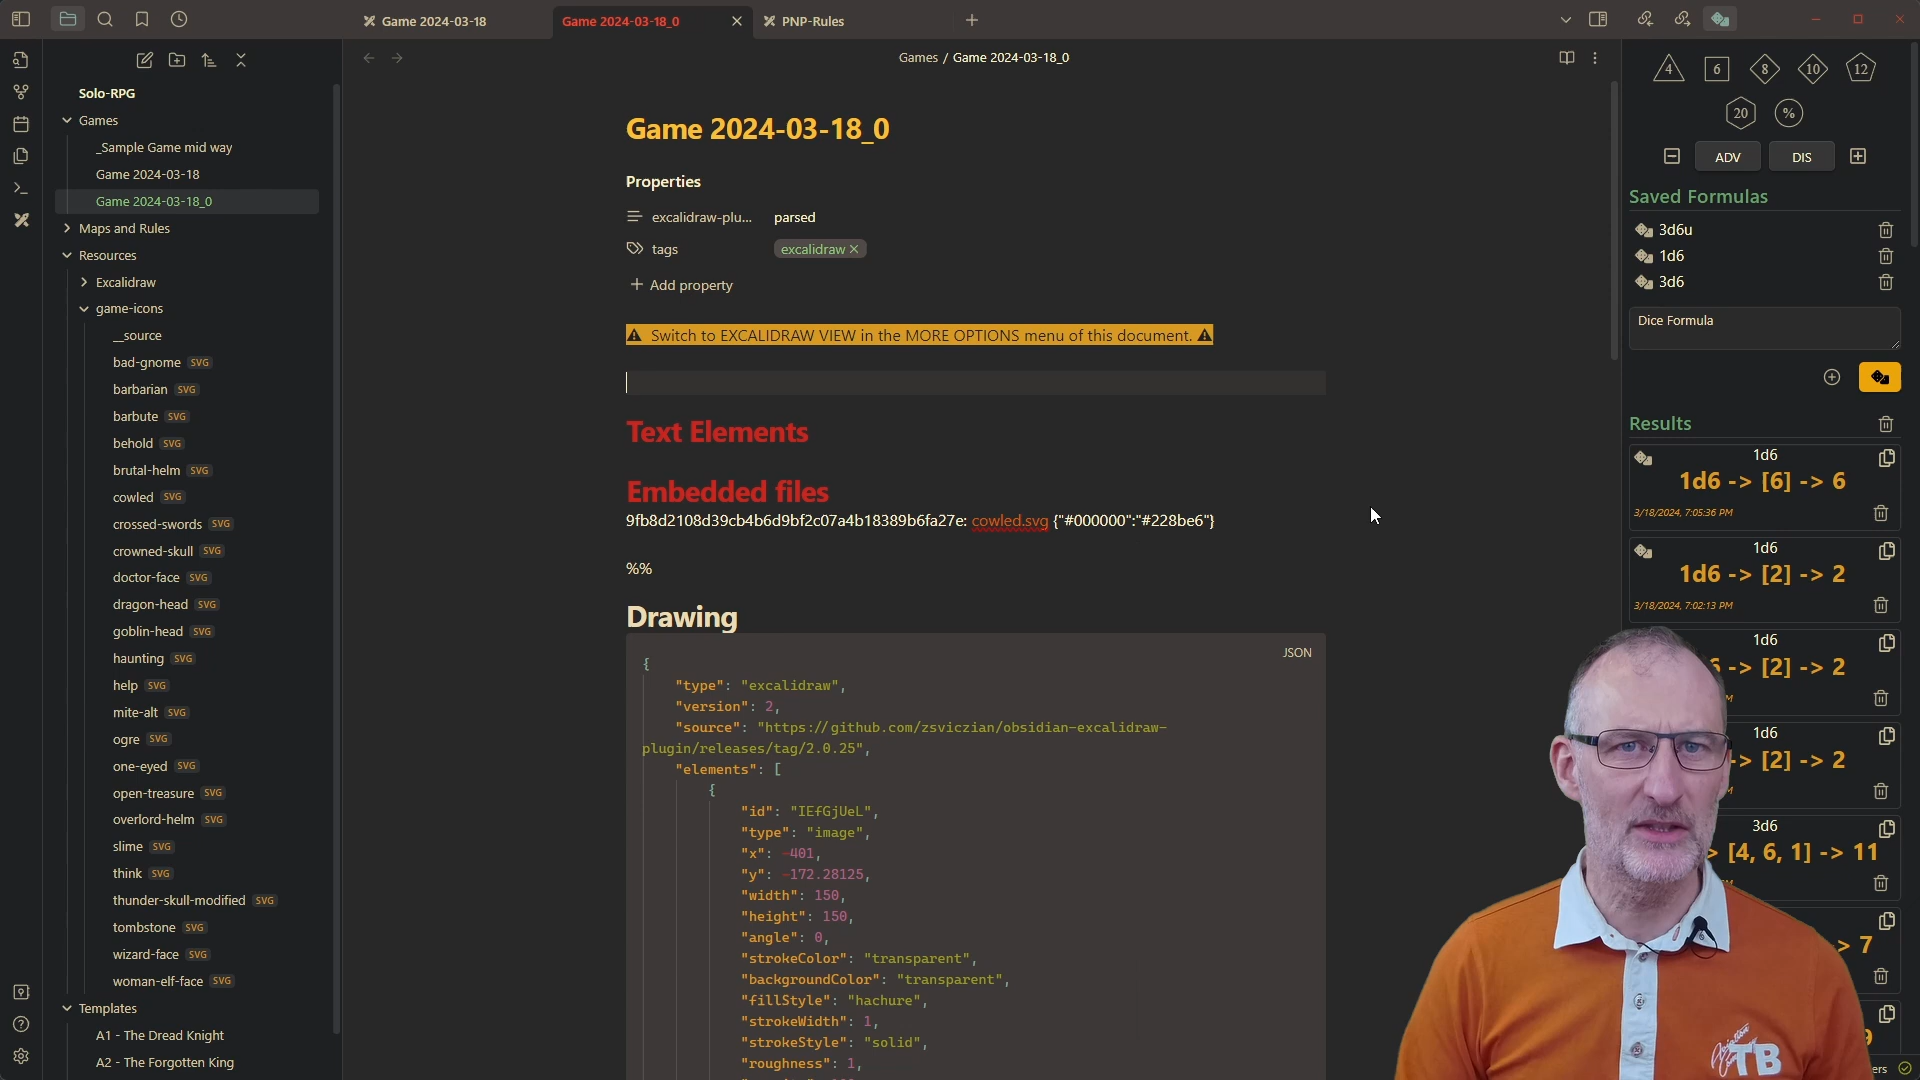 Game 2024-03-18
Game 2024-03-18_0
PNP-Rules
Solo-RPG
Games
_Sample Game mid way
Game 2024-03-18
Game 2024-03-18_0
Maps and Rules
Resources
Excalidraw
game-icons
__source
bad-gnome SVG
barbarian SVG
barbute SVG
behold SVG
brutal-helm SVG
cowled SVG
crossed-swords SVG
crowned-skull SVG
doctor-face SVG
dragon-head SVG
goblin-head SVG
haunting SVG
help SVG
mite-alt SVG
ogre SVG
one-eyed SVG
open-treasure SVG
overlord-helm SVG
slime SVG
think SVG
thunder-skull-modified SVG
tombstone SVG
wizard-face SVG
woman-elf-face SVG
Templates
A1 - The Dread Knight
A2 - The Forgotten King
Games / Game 2024-03-18_0
Game 2024-03-18_0
Properties
excalidraw-plu... parsed
tags excalidraw
Add property
Switch to EXCALIDRAW VIEW in the MORE OPTIONS menu of this document.
Text Elements
Embedded files
9fb8d2108d39cb4b6d9bf2c07a4b18389b6fa27e: cowled.svg {"#000000":"#228be6"}
%%
Drawing
JSON
{
"type": "excalidraw",
"version": 2,
"source": "https://github.com/zsviczian/obsidian-excalidraw-
plugin/releases/tag/2.0.25",
"elements": [
{
"id": "IEfGjUeL",
"type": "image",
"x": -401,
"y": -172.28125,
"width": 150,
"height": 150,
"angle": 0,
"strokeColor": "transparent",
"backgroundColor": "transparent",
"fillStyle": "hachure",
"strokeWidth": 1,
"strokeStyle": "solid",
"roughness": 1,
4 6 8 10 12
20 %
ADV DIS
Saved Formulas
3d6u
1d6
3d6
Dice Formula
Results
1d6
1d6 -> [6] -> 6
3/18/2024, 7:05:36 PM
1d6
1d6 -> [2] -> 2
3/18/2024, 7:02:13 PM
1d6
-> [2] -> 2
1d6
-> [2] -> 2
3d6
> [4, 6, 1] -> 11
> 7
TB